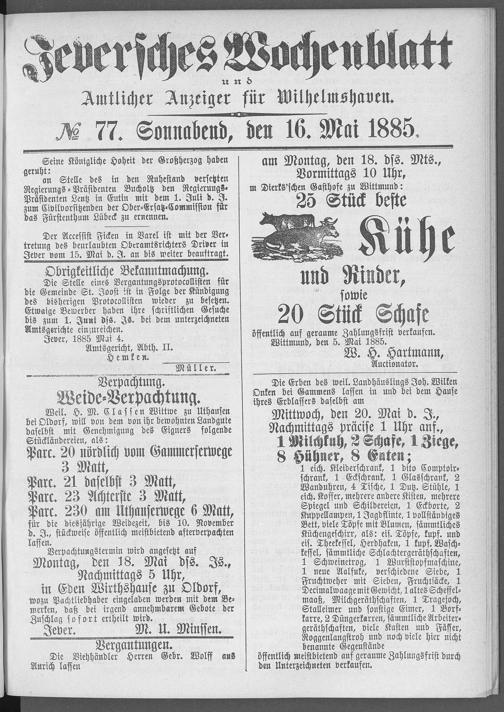 Jeversches Wochenblatt
und
Amtlicher Anzeiger für Wilhelmshaven.
№ 77. Sonnabend, den 16. Mai 1885.
Seine Königliche Hoheit der Großherzog haben
geruht:
an Stelle des in den Ruhestand versetzten
Regierungs-Präsidenten Bucholtz den Regierungs-
Präsidenten Lentz in Eutin mit dem 1. Juli d. J.
zum Civilvorsitzenden der Ober-Ersatz-Commission für
das Fürstenthum Lübeck zu ernennen.
Der Accessist Ficken in Varel ist mit der Ver-
tretung des beurlaubten Oberamtsrichters Driver in
Jever vom 15. Mai d. J. an bis weiter beauftragt.
Obrigkeitliche Bekanntmachung.
Die Stelle eines Vergantungsprotocollisten für
die Gemeinde St. Joost ist in Folge der Kündigung
des bisherigen Protocollisten wieder zu besetzen.
Etwaige Bewerber haben ihre schriftlichen Gesuche
bis zum 1. Juni dss. Js. bei dem unterzeichneten
Amtsgerichte einzureichen.
Jever, 1885 Mai 4.
Amtsgericht, Abth. II.
Hemken.
Müller.
Verpachtung.
Weide-Verpachtung.
Weil. H. M. Classen Wittwe zu Uthausen
bei Oldorf, will von dem von ihr bewohnten Landgute
daselbst mit Genehmigung des Eigners folgende
Stückländereien, als:
Parc. 20 nördlich vom Gammerserwege
3 Matt,
Parc. 21 daselbst 3 Matt,
Parc. 23 Achterste 3 Matt,
Parc. 230 am Uthauserwege 6 Matt,
für die diesjährige Weidezeit, bis 10. November
d. J., stückweise öffentlich meistbietend afterverpachten
lassen.
Verpachtungstermin wird angesetzt auf
Montag, den 18. Mai dss. Js.,
Nachmittags 5 Uhr,
in Eden Wirthshause zu Oldorf,
wozu Pachtliebhaber eingeladen werden mit dem Be-
merken, daß bei irgend annehmbarem Gebote der
Zuschlag sofort ertheilt wird.
Jever. M. U. Minssen.
Vergantungen.
Die Viehhändler Herren Gebr. Wolff aus
Aurich lassen
am Montag, den 18. dfs. Mts.,
Vormittags 10 Uhr,
in Dierks'schen Gasthofe zu Wittmund:
25 Stück beste
Kühe
und Rinder,
sowie
20 Stück Schafe
öffentlich auf geraume Zahlungsfrist verkaufen.
Wittmund, den 5. Mai 1885.
W. H. Hartmann,
Auctionator.
Die Erben des weil. Landhäuslings Joh. Wilken
Onken bei Gammens lassen in und bei dem Hause
ihres Erblassers daselbst am
Mittwoch, den 20. Mai d. J.,
Nachmittags präcise 1 Uhr anf.,
1 Milchkuh, 2 Schafe, 1 Ziege,
8 Hühner, 8 Enten;
1 eich. Kleiderschrank, 1 dito Comptoir-
schrank, 1 Eckschrank, 1 Glasschrank, 2
Wanduhren, 4 Tische, 1 Dutz. Stühle, 1
eich. Koffer, mehrere andere Kisten, mehrere
Spiegel und Schildereien, 1 Eckborte, 2
Kuppellampen, 1 Jagdflinte, 1 vollständiges
Bett, viele Töpfe mit Blumen, sämmtliches
Küchengeschirr, als: eis. Töpfe, kupf. und
eis. Theekessel, Herdhaken, 1 kupf. Wasch-
kessel, sämmtliche Schlachtergeräthschaften,
1 Schweinetrog, 1 Wurststopfmaschine,
1 neue Aalfuke, verschiedene Siebe, 1
Fruchtweher mit Sieben, Fruchtsäcke, 1
Decimalwaage mit Gewicht, 1 altes Scheffel-
maaß, Milchgeräthschaften, 1 Tragejoch,
Stalleimer und sonstige Eimer, 1 Borf-
karre, 2 Düngerkarren, sämmtliche Arbeiter-
geräthschaften, viele Kasten und Fässer,
Roggenlangstroh und noch viele hier nicht
benannte Gegenstände
öffentlich meistbietend auf geraume Zahlungsfrist durch
den Unterzeichneten verkaufen.